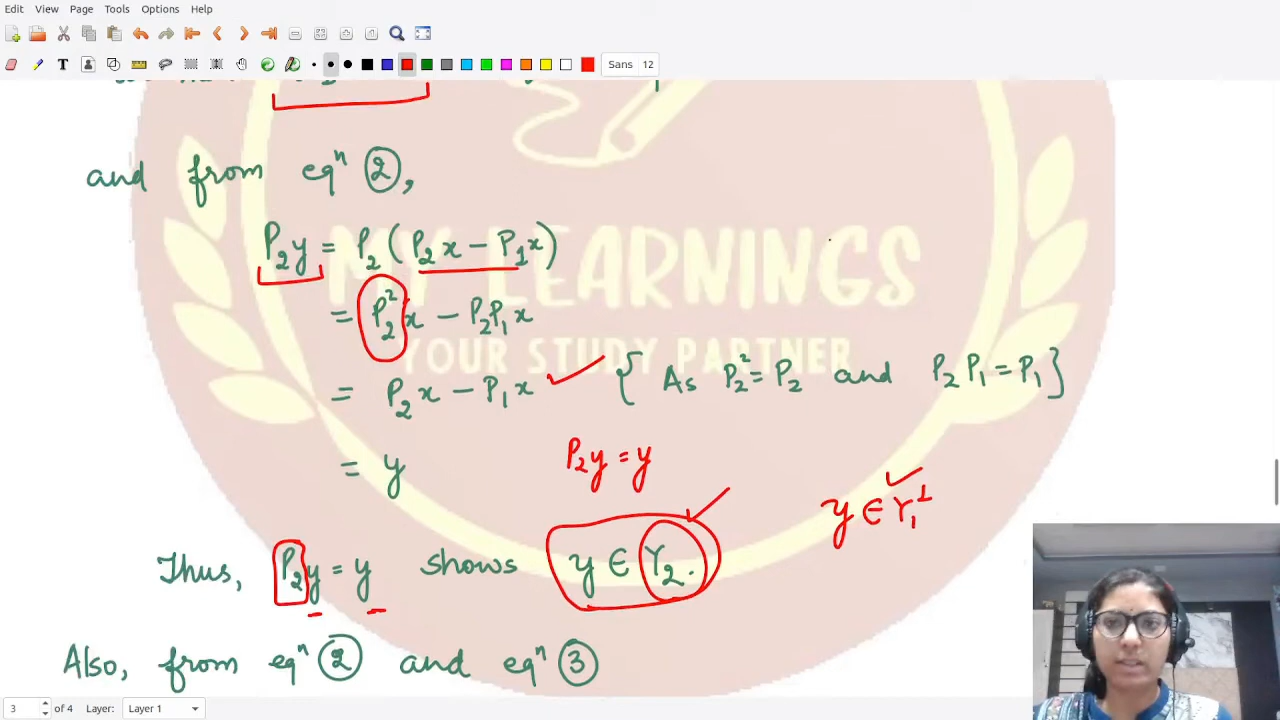 Edit View Page Tools Options Help
Sans 12
and from eqⁿ ②,
P₂y = P₂(P₂x − P₁x)
= P₂²x − P₂P₁x
= P₂x − P₁x { As P₂² = P₂ and P₂P₁ = P₁ }
= y
P₂y = y
y ∈ Y₁^⊥
Thus, P₂y = y shows y ∈ Y₂.
Also, from eqⁿ ② and eqⁿ ③
MY LEARNINGS
YOUR STUDY PARTNER
3 of 4 Layer: Layer 1